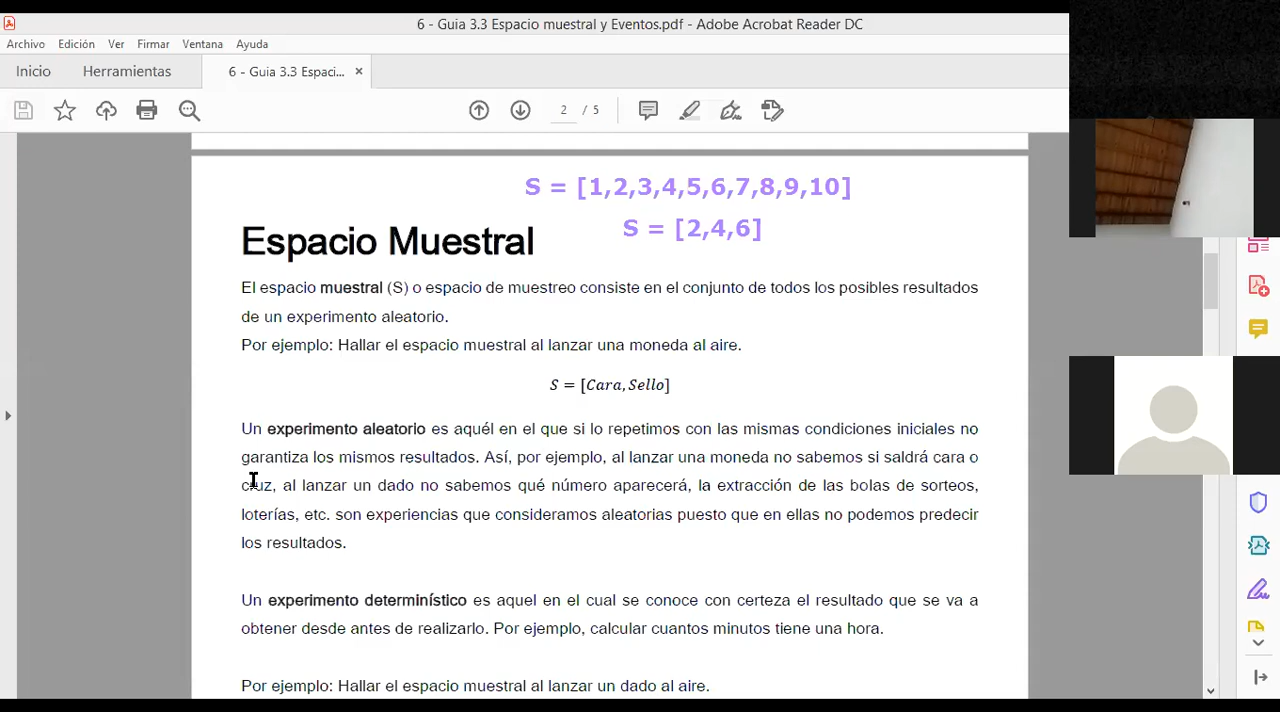 6 - Guia 3.3 Espacio muestral y Eventos.pdf - Adobe Acrobat Reader DC
Archivo Edición Ver Firmar Ventana Ayuda
Inicio Herramientas 6 - Guia 3.3 Espaci... ×
2 / 5
S = [1,2,3,4,5,6,7,8,9,10]
S = [2,4,6]
Espacio Muestral
El espacio muestral (S) o espacio de muestreo consiste en el conjunto de todos los posibles resultados
de un experimento aleatorio.
Por ejemplo: Hallar el espacio muestral al lanzar una moneda al aire.
S = [Cara, Sello]
Un experimento aleatorio es aquél en el que si lo repetimos con las mismas condiciones iniciales no
garantiza los mismos resultados. Así, por ejemplo, al lanzar una moneda no sabemos si saldrá cara o
cruz, al lanzar un dado no sabemos qué número aparecerá, la extracción de las bolas de sorteos,
loterías, etc. son experiencias que consideramos aleatorias puesto que en ellas no podemos predecir
los resultados.
Un experimento determinístico es aquel en el cual se conoce con certeza el resultado que se va a
obtener desde antes de realizarlo. Por ejemplo, calcular cuantos minutos tiene una hora.
Por ejemplo: Hallar el espacio muestral al lanzar un dado al aire.